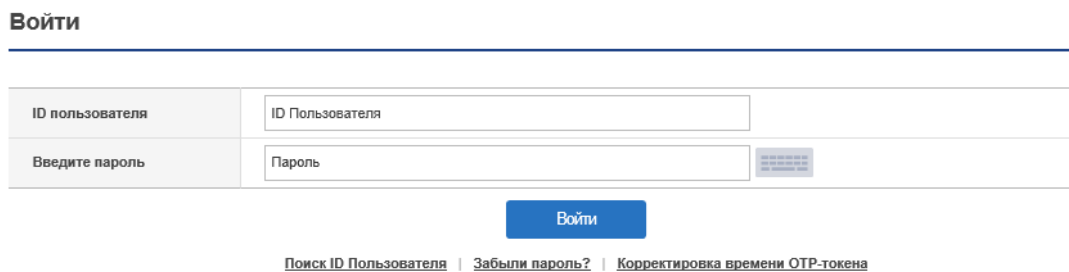 Войти
ID пользователя ID Пользователя
Введите пароль Пароль
Войти
Поиск ID Пользователя | Забыли пароль? | Корректировка времени OTP-токена